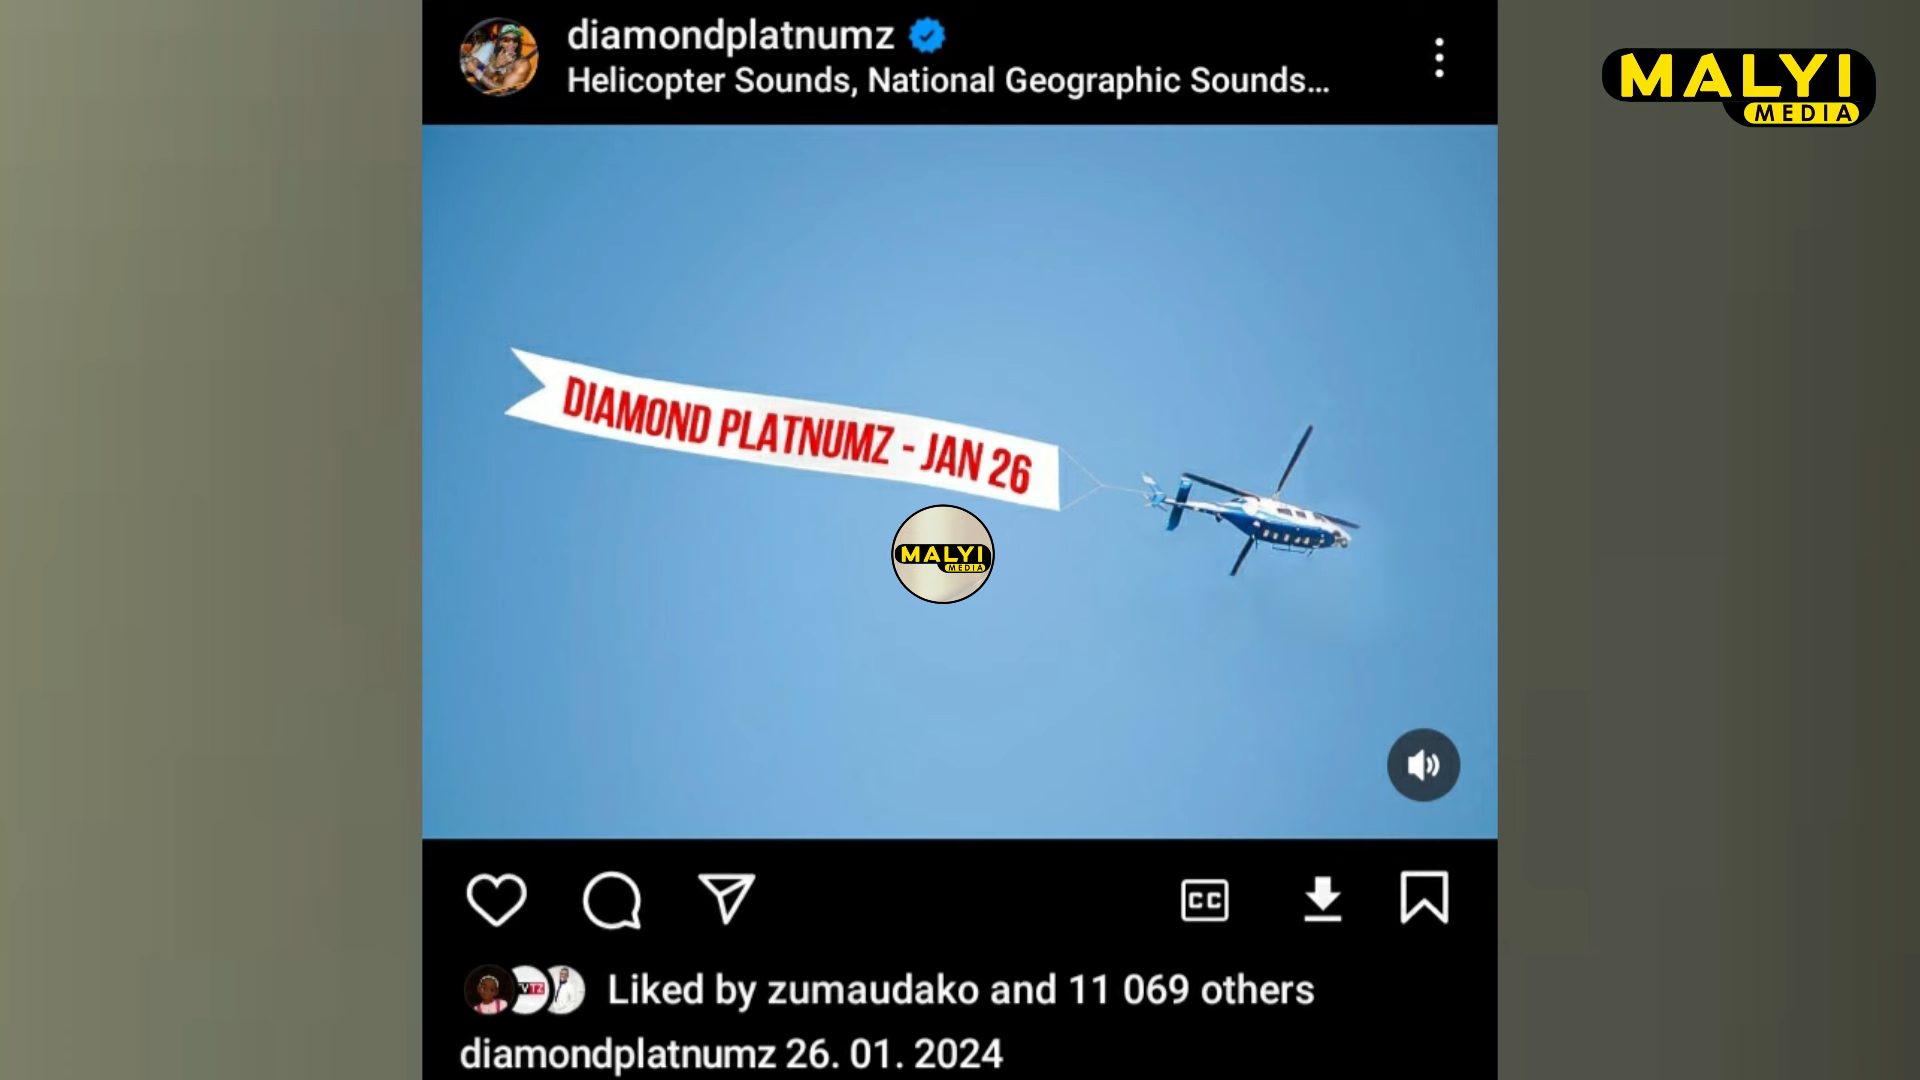 diamondplatnumz
Helicopter Sounds, National Geographic Sounds...
MALYI
MEDIA
DIAMOND PLATNUMZ - JAN 26
MALYI
MEDIA
CC
VTZ
Liked by zumaudako and 11 069 others
diamondplatnumz 26. 01. 2024